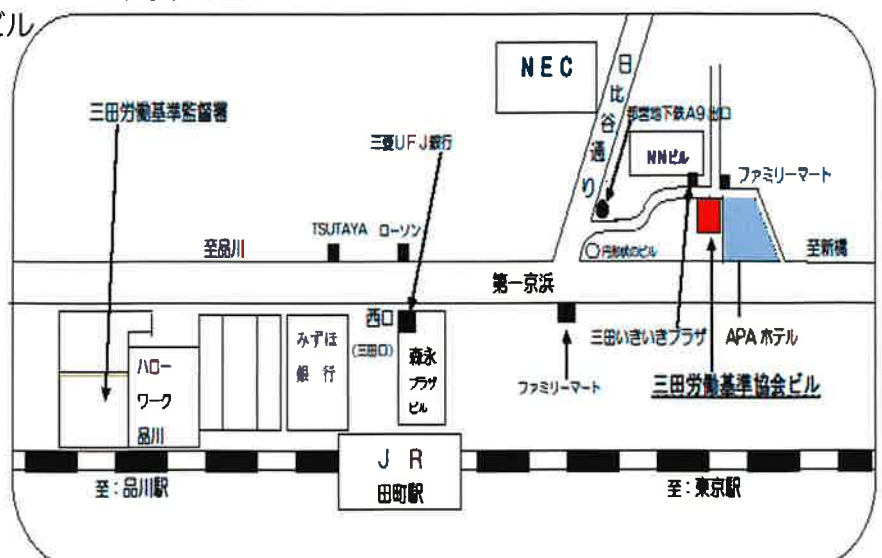 ビル
NEC
日比谷通り
三田労働基準監督署
都営地下鉄A9出口
三菱UFJ銀行
NNビル
ファミリーマート
TSUTAYA ローソン
至品川
円形状のビル
至新橋
第一京浜
西口
(三田口)
三田いきいきプラザ
APAホテル
みずほ
銀 行
森永
プラザ
ビル
ハロー
ワーク
品川
ファミリーマート
三田労働基準協会ビル
JR
田町駅
至:品川駅
至:東京駅